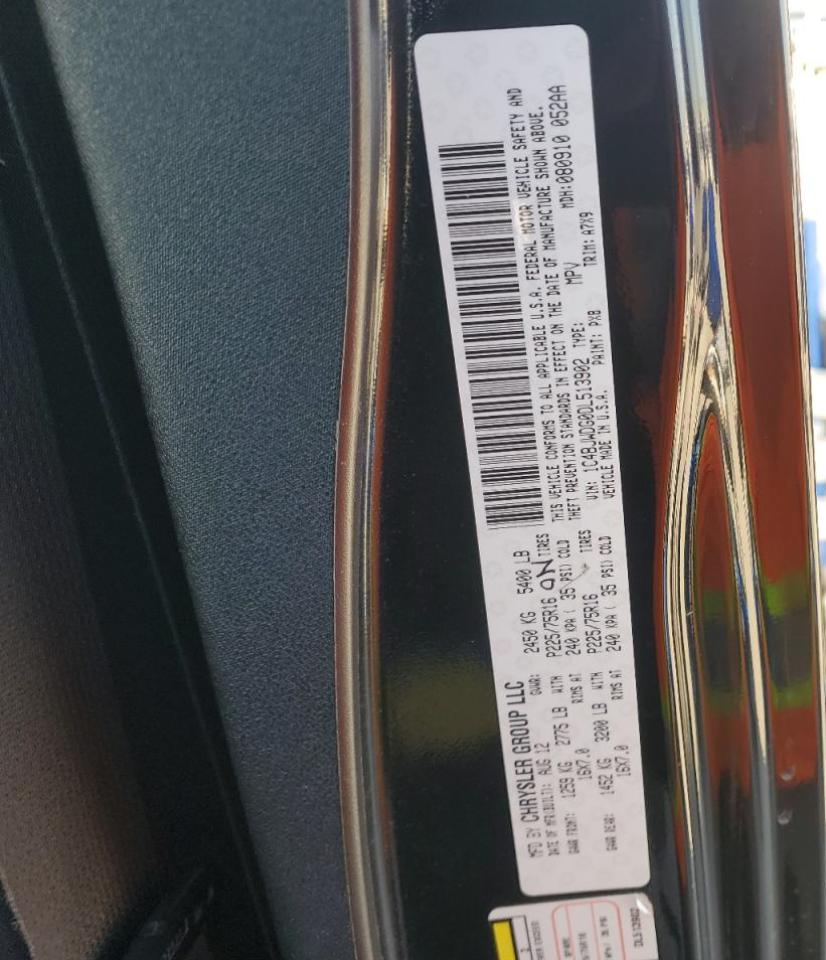 MFD BY CHRYSLER GROUP LLC
DATE OF MFR(BUILT): AUG 12 GVWR: 2450 KG 5400 LB
GAWR FRONT: 1259 KG 2775 LB WITH P225/75R16 TIRES
16X7.0 RIMS AT 240 KPA ( 35 PSI) COLD
GAWR REAR: 1452 KG 3200 LB WITH P225/75R16 TIRES
16X7.0 RIMS AT 240 KPA ( 35 PSI) COLD
THIS VEHICLE CONFORMS TO ALL APPLICABLE U.S.A. FEDERAL MOTOR VEHICLE SAFETY AND
THEFT PREVENTION STANDARDS IN EFFECT ON THE DATE OF MANUFACTURE SHOWN ABOVE.
VIN: 1C4BJWDG0DL513902 TYPE: MPV MDH:080910 052AA
VEHICLE MADE IN U.S.A. PAINT: PX8 TRIM: A7X9
DL513902